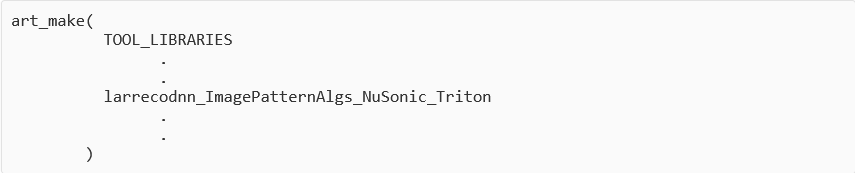 art_make(
TOOL_LIBRARIES
.
.
larrecodnn_ImagePatternAlgs_NuSonic_Triton
.
.
)